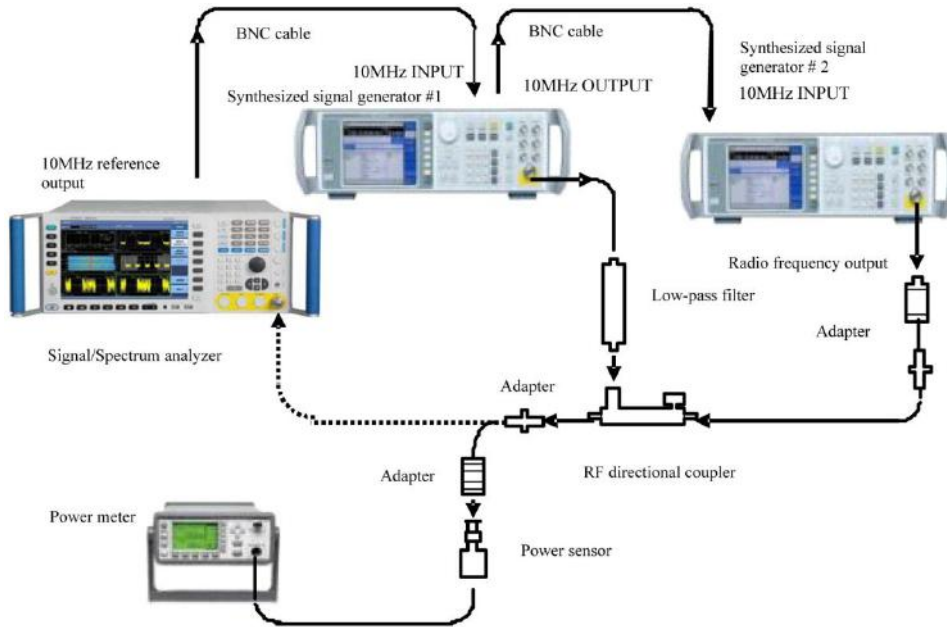 BNC cable
BNC cable
Synthesized signal
generator # 2
10MHz INPUT
10MHz INPUT
Synthesized signal generator #1
10MHz OUTPUT
10MHz reference
output
Radio frequency output
Low-pass filter
Adapter
Signal/Spectrum analyzer
Adapter
Adapter
RF directional coupler
Power meter
Power sensor